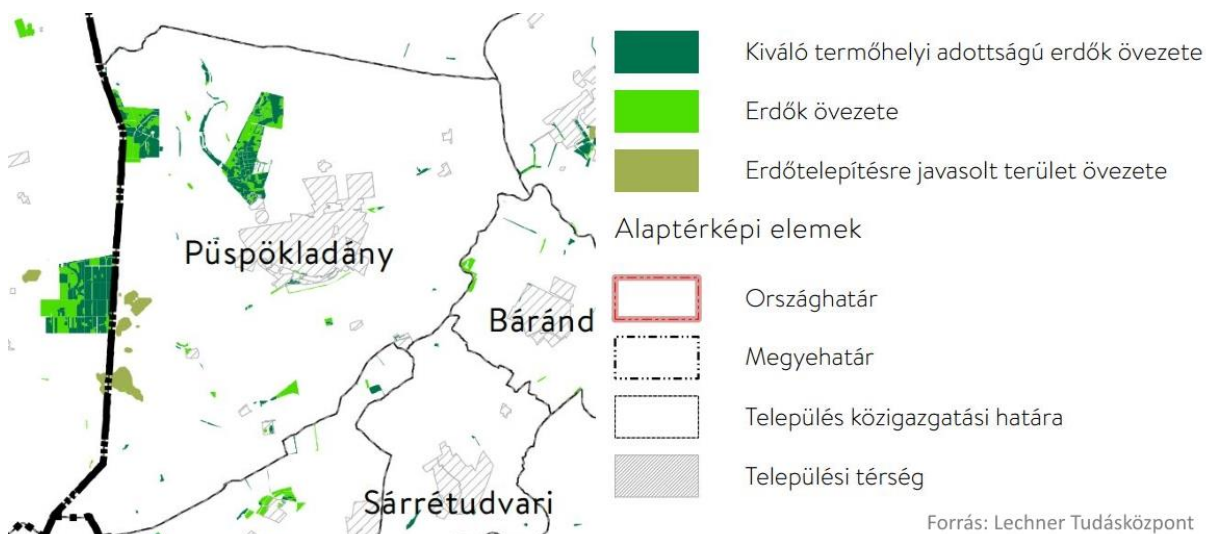 Püspökladány
Báránd
Sárrétudvari
Kiváló termőhelyi adottságú erdők övezete
Erdők övezete
Erdőtelepítésre javasolt terület övezete
Alaptérképi elemek
Országhatár
Megyehatár
Település közigazgatási határa
Települési térség
Forrás: Lechner Tudásközpont